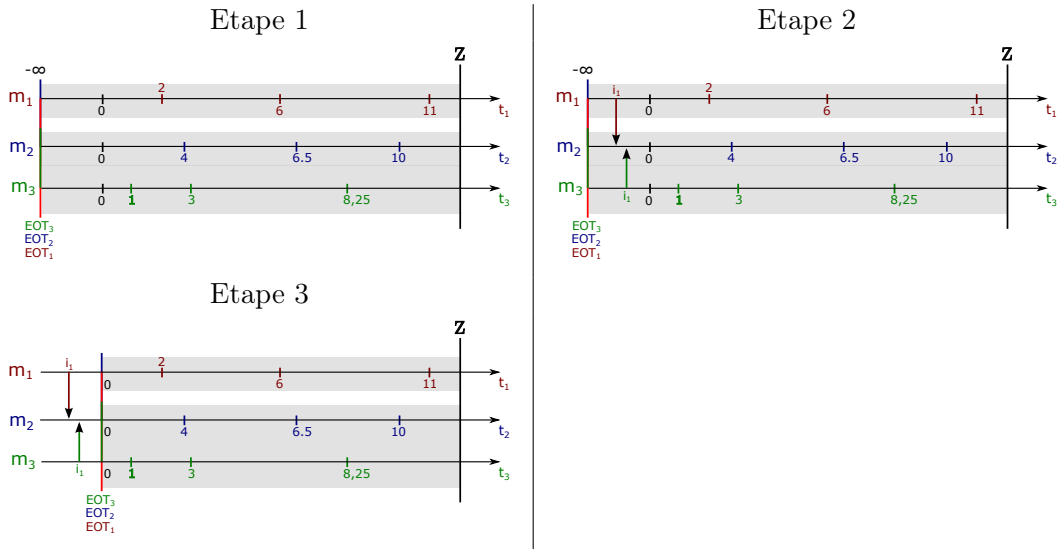 Etape 1
Z
-∞
m1 2 t1
0 6 11
m2 t2
0 4 6.5 10
m3 t3
0 1 3 8,25
EOT3
EOT2
EOT1
Etape 2
Z
-∞
m1 i1 2 t1
0 6 11
m2 t2
0 4 6.5 10
m3 t3
i1 0 1 3 8,25
EOT3
EOT2
EOT1
Etape 3
Z
m1 i1 2 t1
0 6 11
m2 t2
0 4 6.5 10
m3 t3
i1 0 1 3 8,25
EOT3
EOT2
EOT1